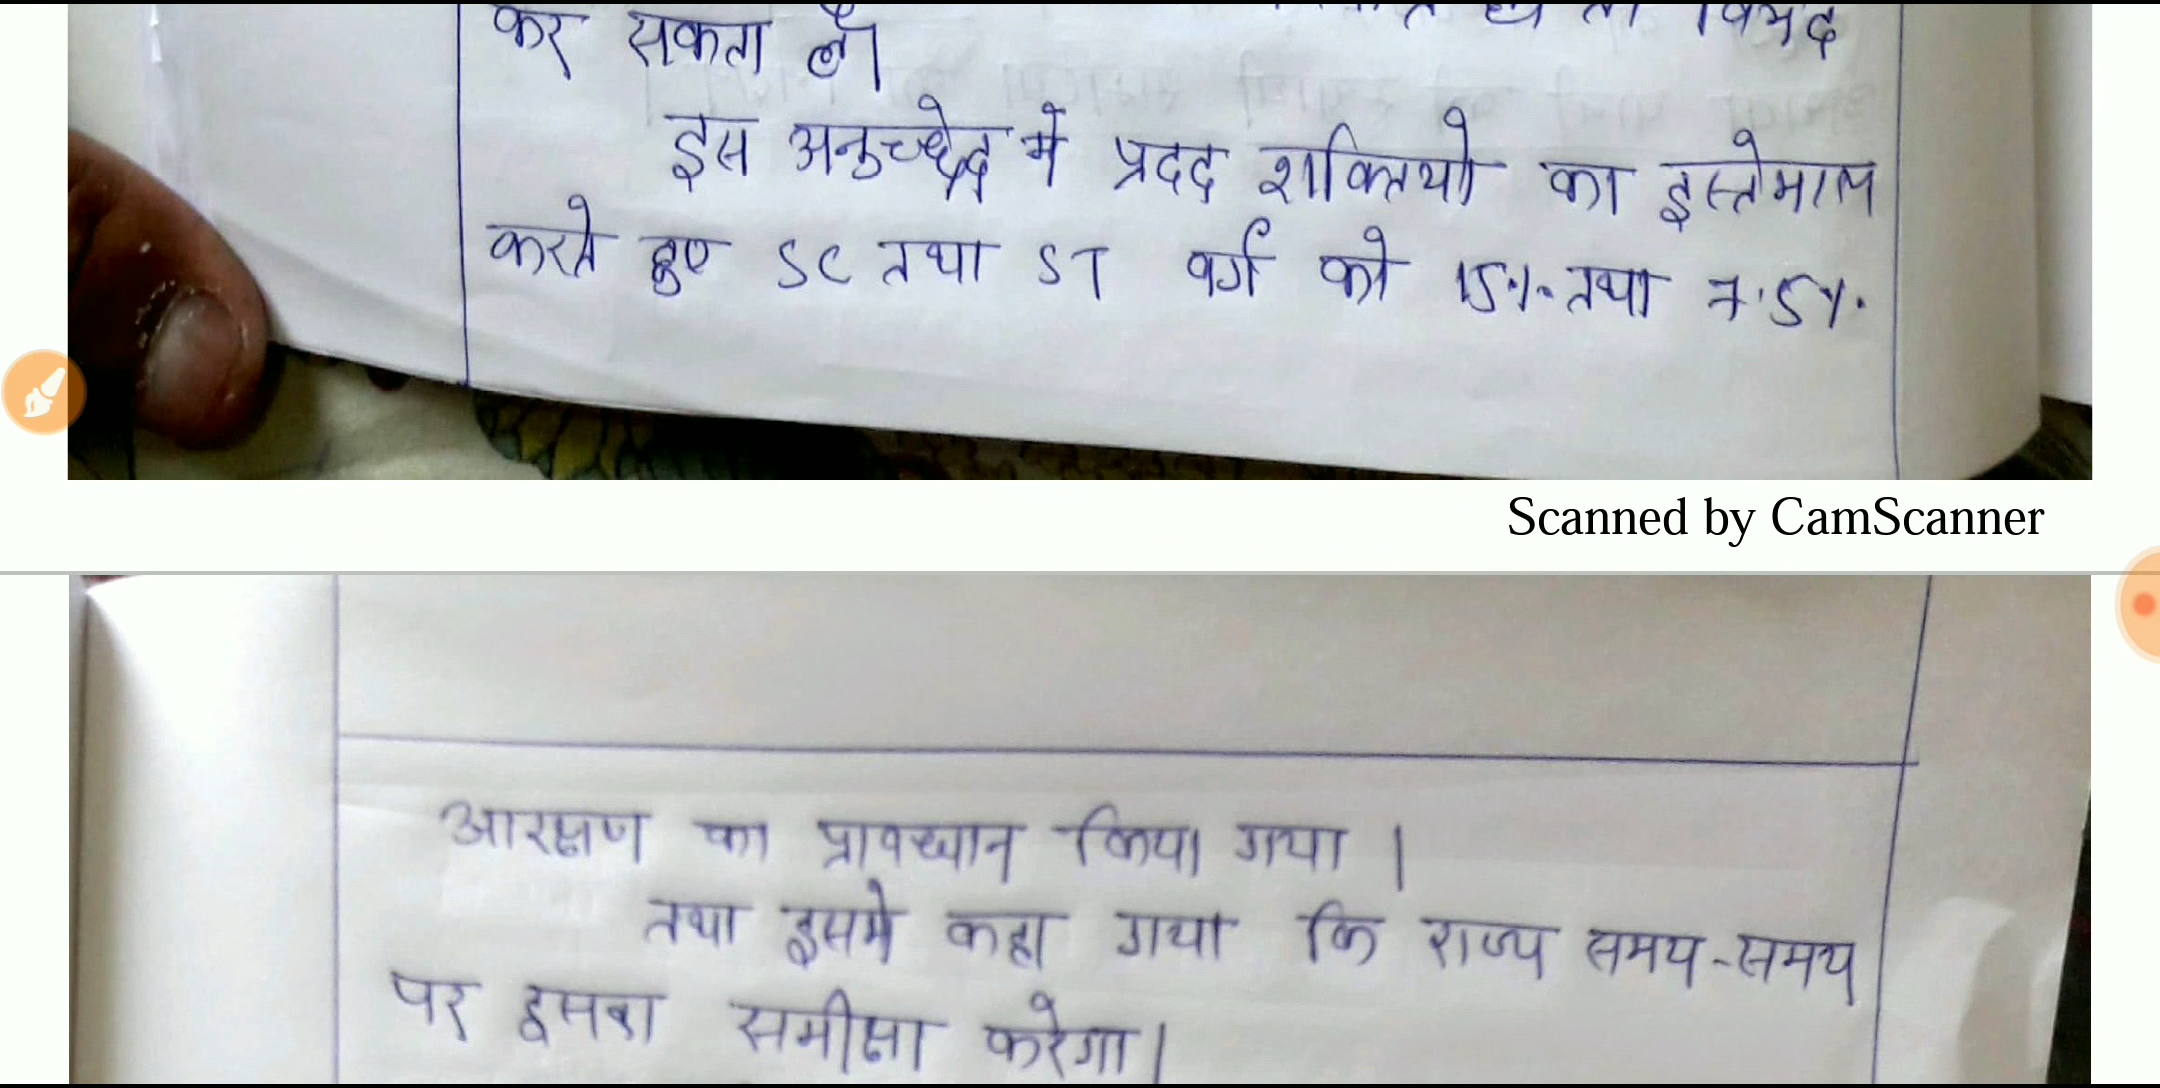 विभेद
कर सकता है।
इस अनुच्छेद में प्रदद शक्तियो का इस्तेमाल
करते हुए SC तथा ST वर्ग को 15% तथा 7.5%
Scanned by CamScanner
आरक्षण का प्रावधान किया गया ।
तथा इसमे कहा गया कि राज्य समय-समय
पर इसका समीक्षा करेगा।